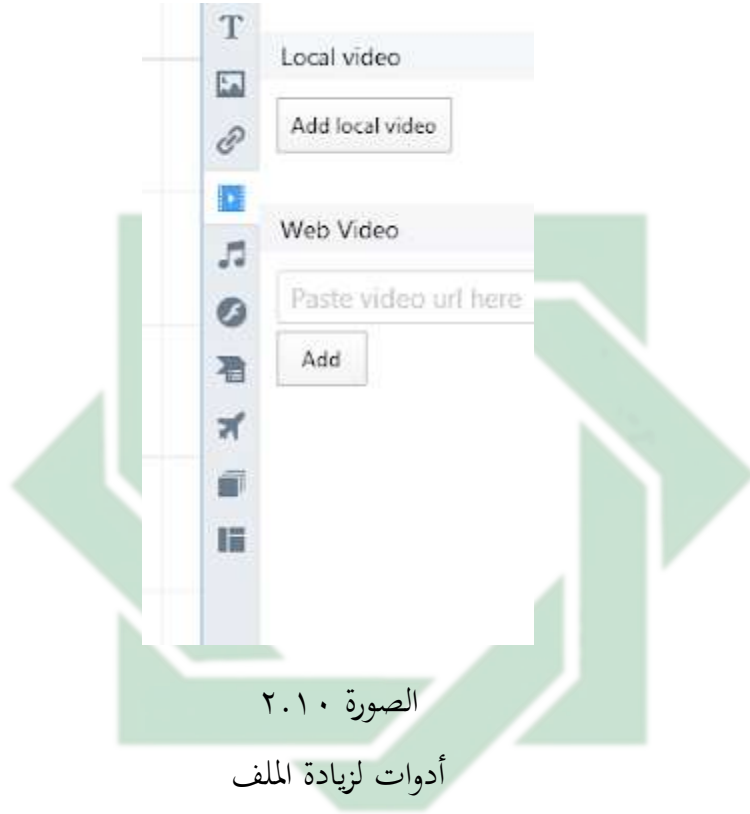 T
Local video
Add local video
Web Video
Paste video url here
Add
الصورة ٢.١٠
أدوات لزيادة الملف